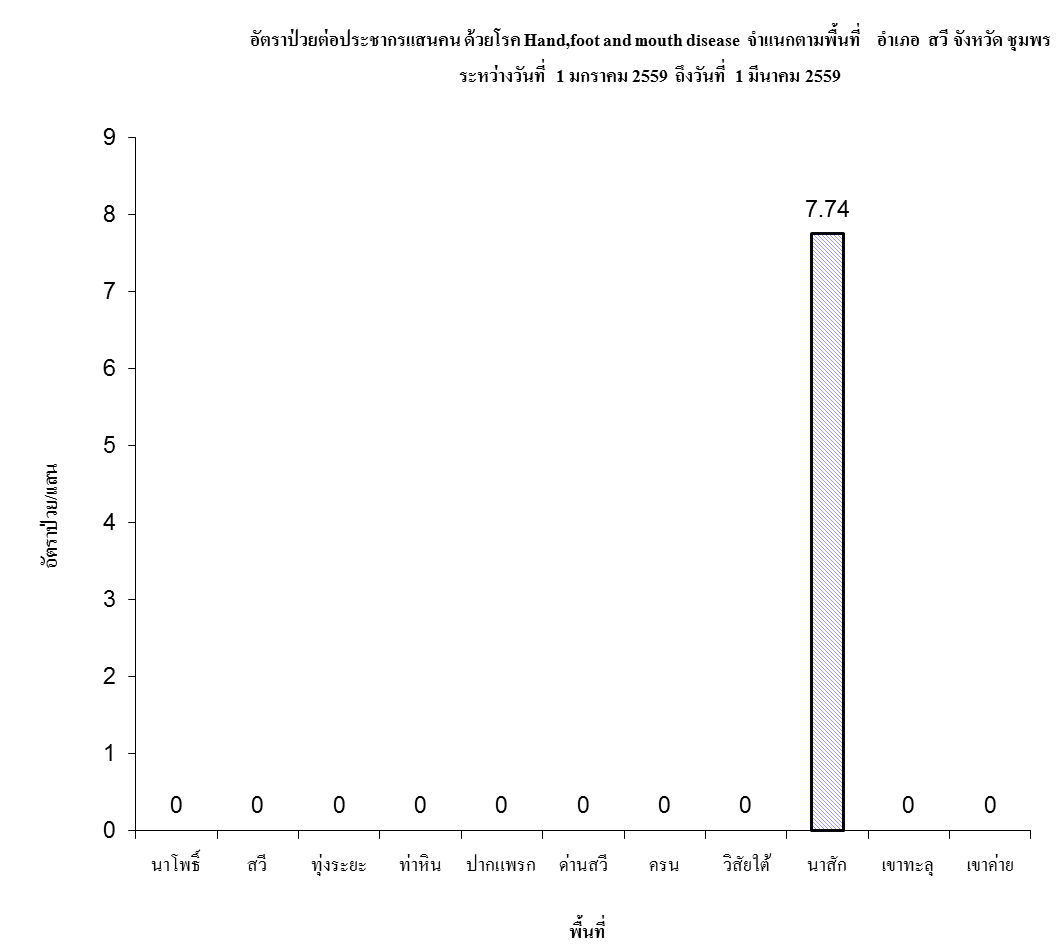 อัตราป่วยต่อประชากรแสนคน ด้วยโรค Hand,foot and mouth disease จำแนกตามพื้นที่ อำเภอ สวี จังหวัด ชุมพร
ระหว่างวันที่ 1 มกราคม 2559 ถึงวันที่ 1 มีนาคม 2559
9
8
7
6
5
4
3
2
1
0
อัตราป่วย/แสน
0 0 0 0 0 0 0 0 7.74 0 0
นาโพธิ์ สวี ทุ่งระยะ ท่าหิน ปากแพรก ด่านสวี ครน วิสัยใต้ นาสัก เขาทะลุ เขาค่าย
พื้นที่